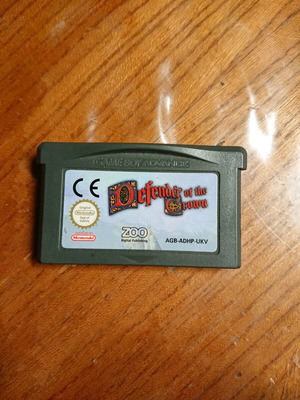 GAME BOY ADVANCE
CE
Defender of the
Crown
Original
Nintendo
Nintendo
ZOO
Digital Publishing
AGB-ADHP-UKV